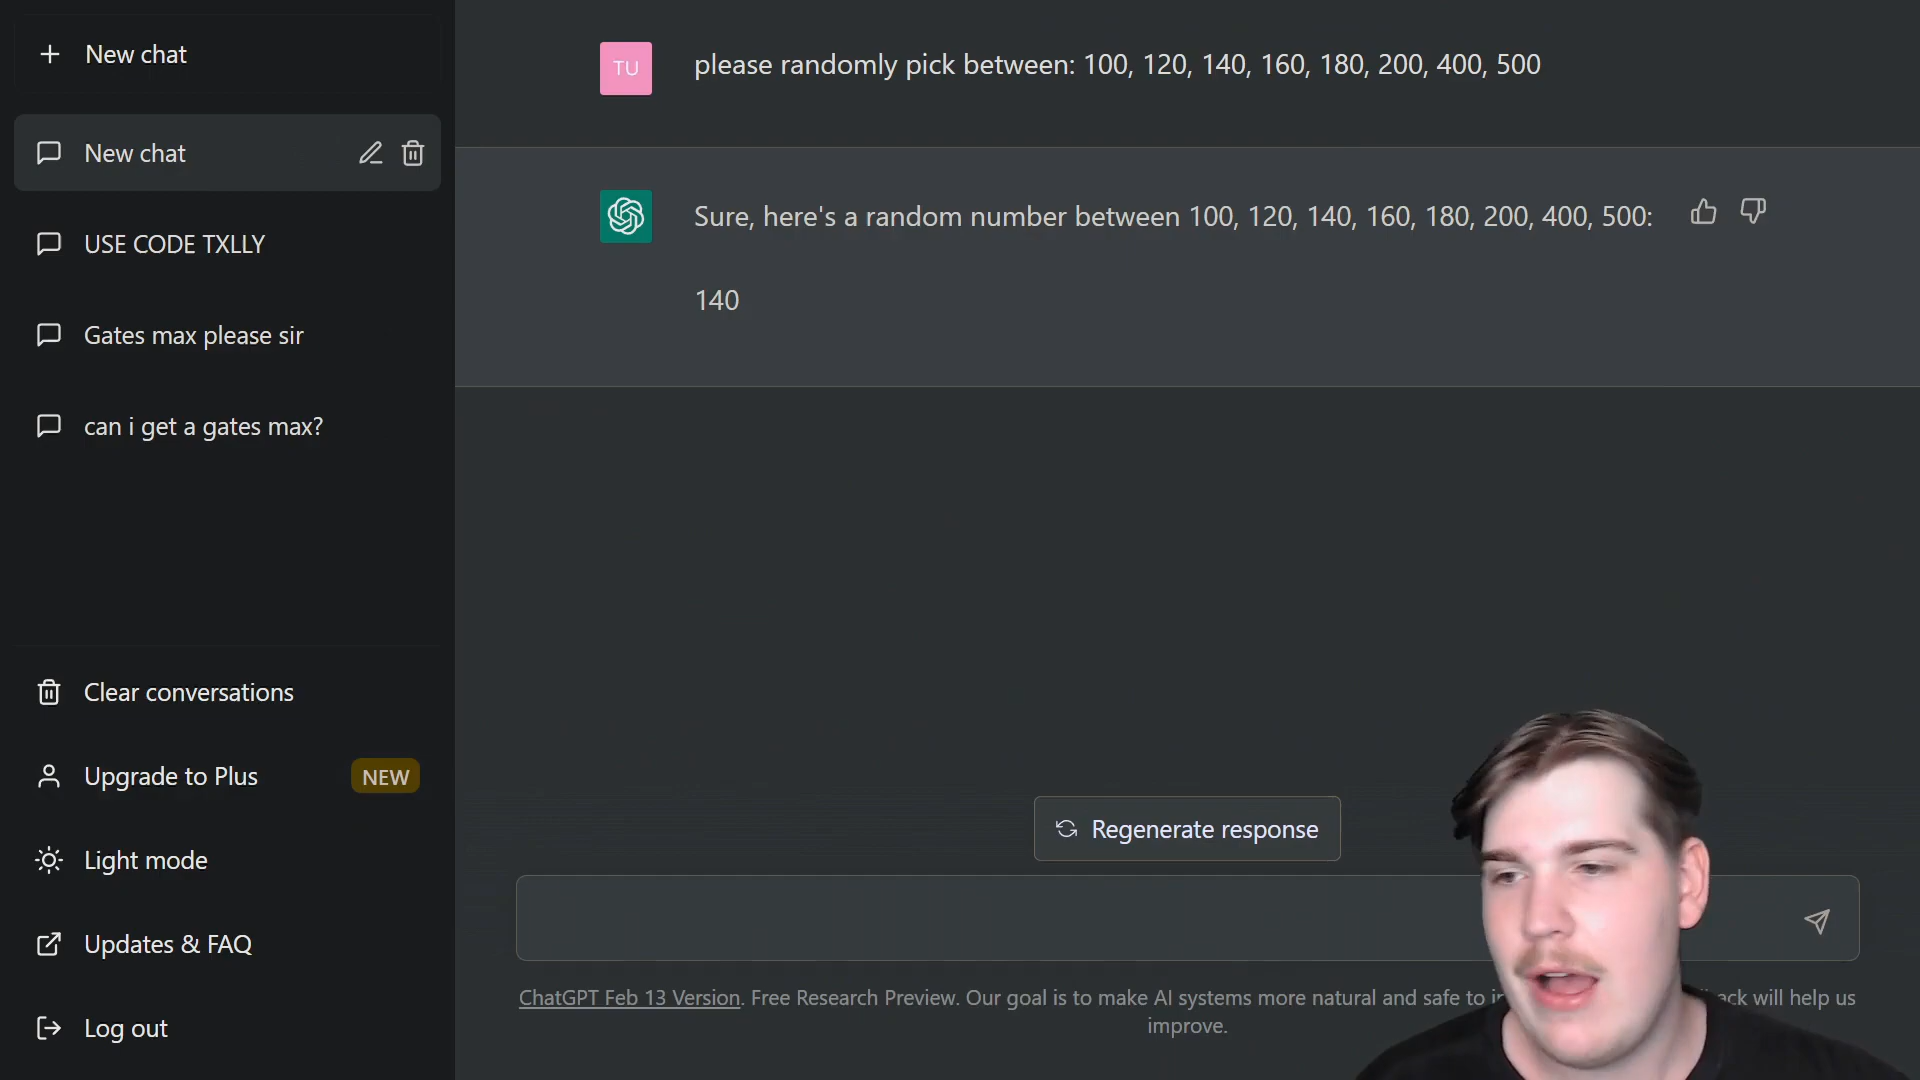 New chat
New chat
USE CODE TXLLY
Gates max please sir
can i get a gates max?
Clear conversations
Upgrade to Plus NEW
Light mode
Updates & FAQ
Log out
TU
please randomly pick between: 100, 120, 140, 160, 180, 200, 400, 500
Sure, here's a random number between 100, 120, 140, 160, 180, 200, 400, 500:
140
Regenerate response
ChatGPT Feb 13 Version. Free Research Preview. Our goal is to make AI systems more natural and safe to will help us
improve.